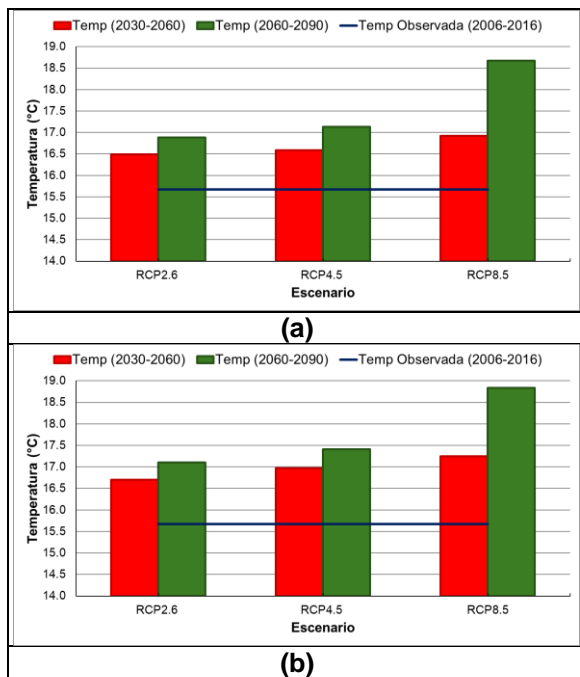 Temp (2030-2060) Temp (2060-2090) Temp Observada (2006-2016)
19.0
18.5
18.0
17.5
17.0
16.5
16.0
15.5
15.0
14.5
14.0
Temperatura (°C)
RCP2.6 RCP4.5 RCP8.5
Escenario
(a)
Temp (2030-2060) Temp (2060-2090) Temp Observada (2006-2016)
19.0
18.5
18.0
17.5
17.0
16.5
16.0
15.5
15.0
14.5
14.0
Temperatura (°C)
RCP2.6 RCP4.5 RCP8.5
Escenario
(b)